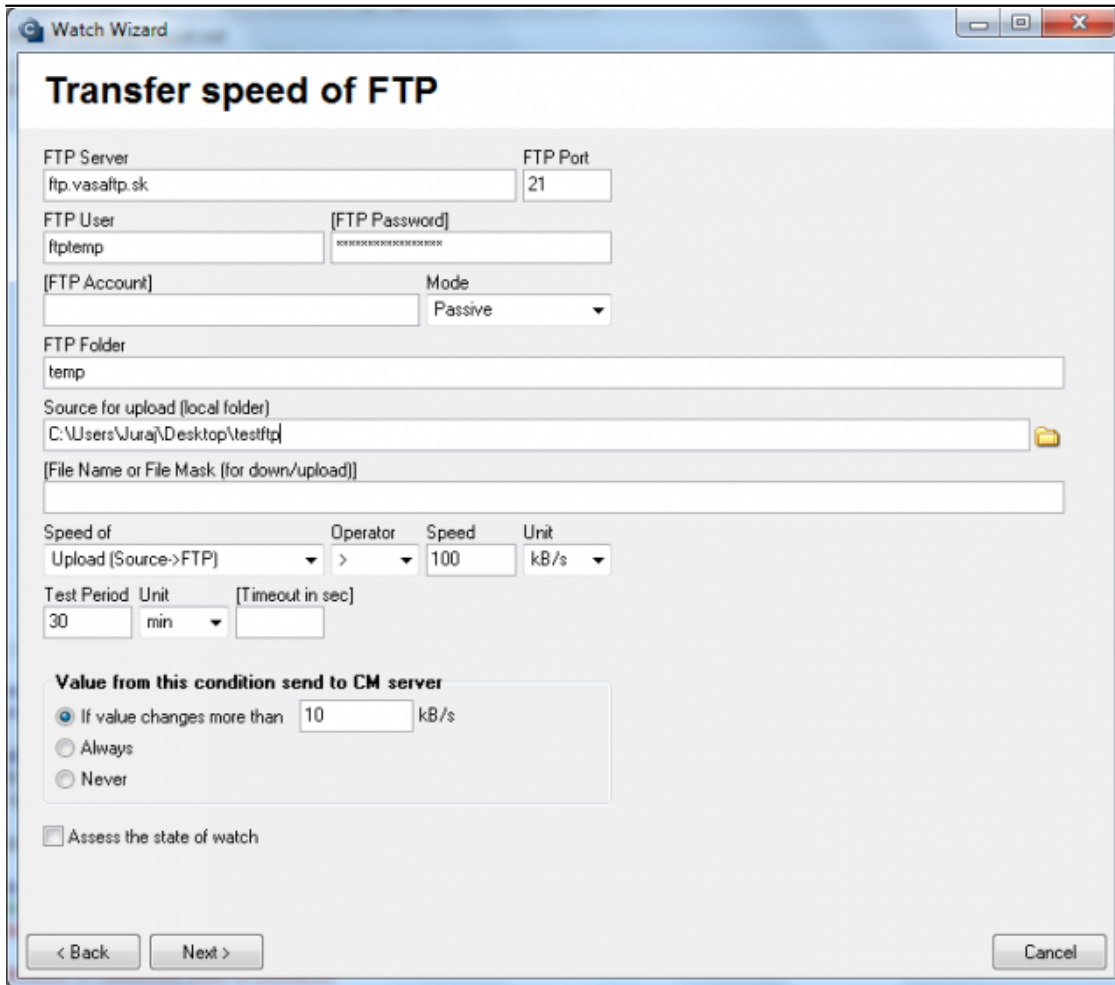 Watch Wizard
Transfer speed of FTP
FTP Server FTP Port
ftp.vasaftp.sk 21
FTP User [FTP Password]
ftptemp *****************
[FTP Account] Mode
Passive
FTP Folder
temp
Source for upload (local folder)
C:\Users\Juraj\Desktop\testftp
[File Name or File Mask (for down/upload)]
Speed of Operator Speed Unit
Upload (Source->FTP) > 100 kB/s
Test Period Unit [Timeout in sec]
30 min
Value from this condition send to CM server
If value changes more than 10 kB/s
Always
Never
Assess the state of watch
< Back Next > Cancel